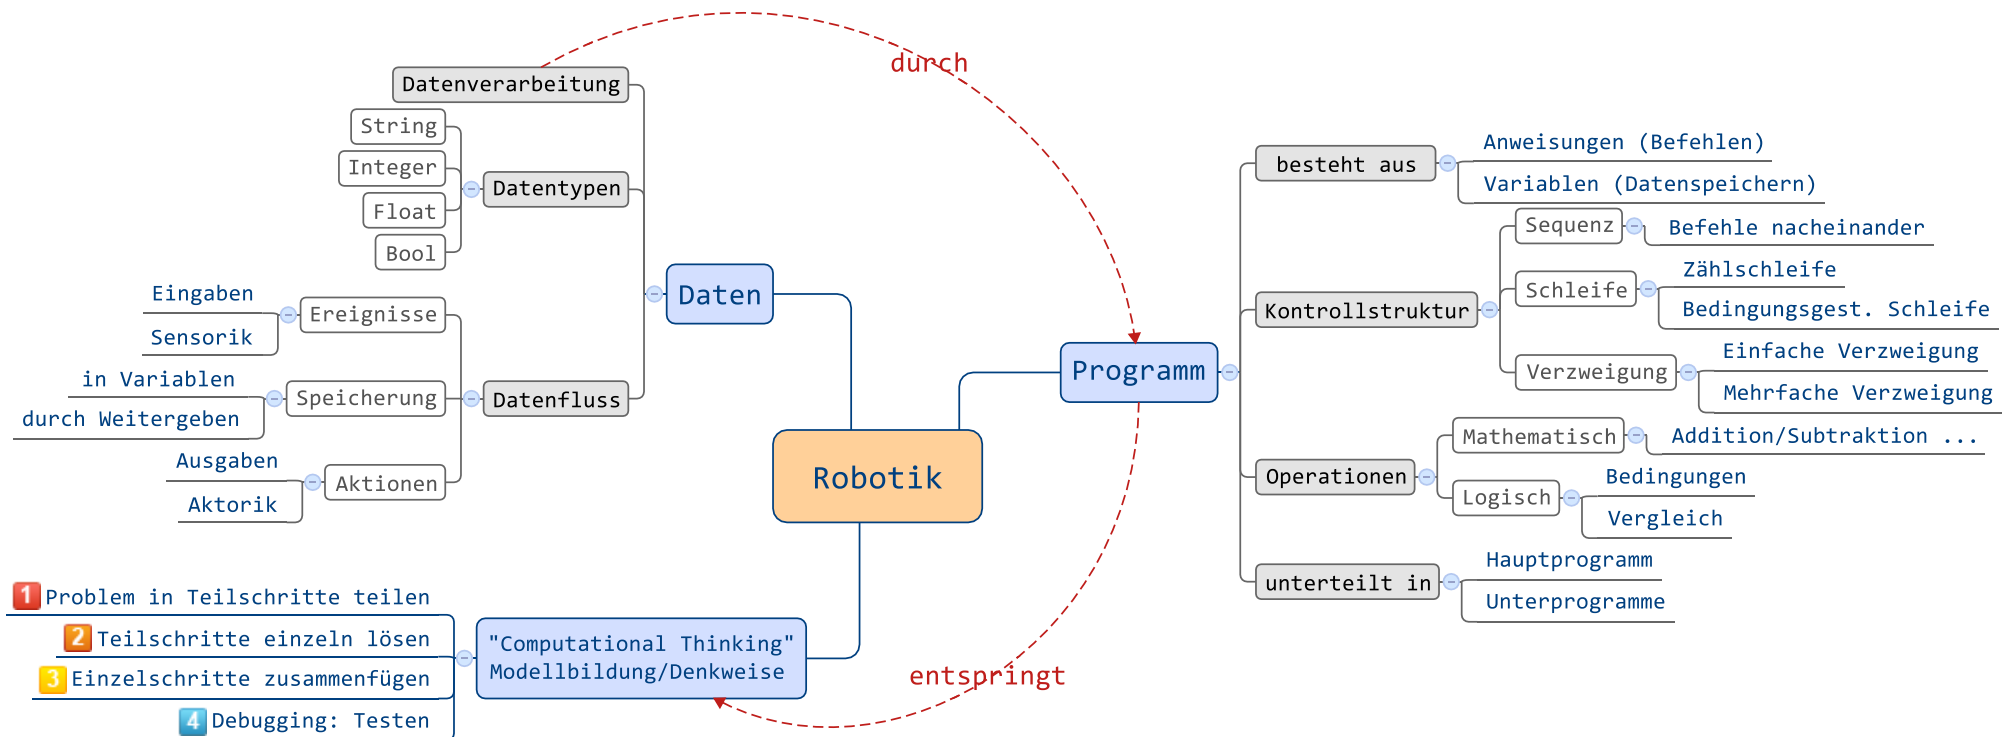 durch
Datenverarbeitung
String
Integer
Datentypen
Float
Bool
Daten
Eingaben
Ereignisse
Sensorik
in Variablen
Speicherung
durch Weitergeben
Datenfluss
Ausgaben
Aktionen
Aktorik
Robotik
Programm
besteht aus
Anweisungen (Befehlen)
Variablen (Datenspeichern)
Kontrollstruktur
Sequenz
Befehle nacheinander
Schleife
Zählschleife
Bedingungsgest. Schleife
Verzweigung
Einfache Verzweigung
Mehrfache Verzweigung
Operationen
Mathematisch
Addition/Subtraktion ...
Logisch
Bedingungen
Vergleich
unterteilt in
Hauptprogramm
Unterprogramme
"Computational Thinking"
Modellbildung/Denkweise
1 Problem in Teilschritte teilen
2 Teilschritte einzeln lösen
3 Einzelschritte zusammenfügen
4 Debugging: Testen
entspringt